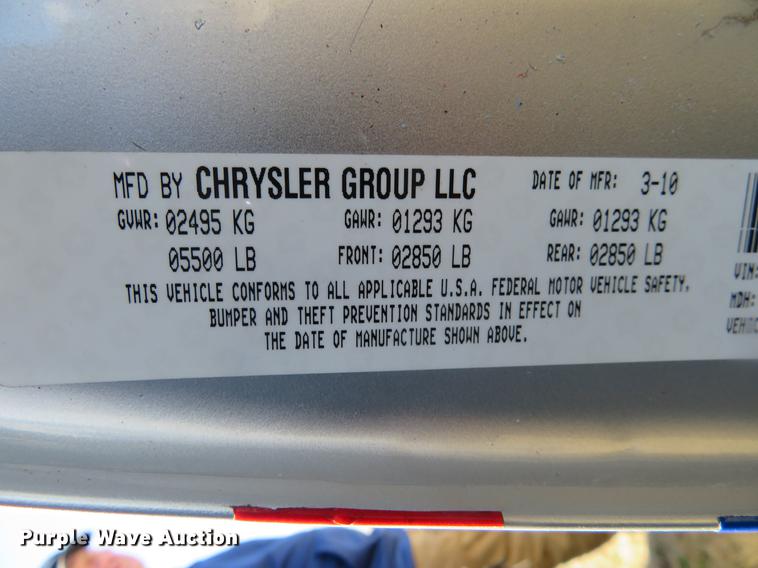 MFD BY CHRYSLER GROUP LLC DATE OF MFR: 3-10
GVWR: 02495 KG GAWR: 01293 KG GAWR: 01293 KG
05500 LB FRONT: 02850 LB REAR: 02850 LB
THIS VEHICLE CONFORMS TO ALL APPLICABLE U.S.A. FEDERAL MOTOR VEHICLE SAFETY,
BUMPER AND THEFT PREVENTION STANDARDS IN EFFECT ON
THE DATE OF MANUFACTURE SHOWN ABOVE.
VIN:
MDH:
Purple Wave Auction